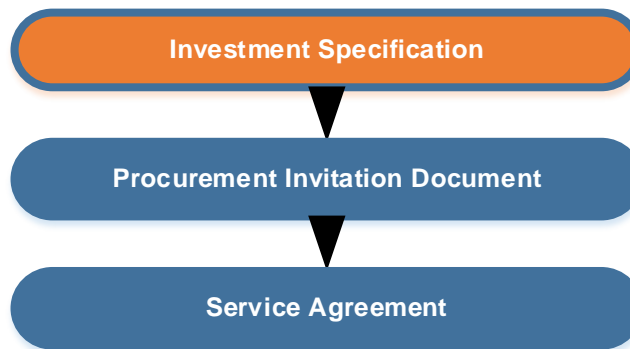 Investment Specification
Procurement Invitation Document
Service Agreement